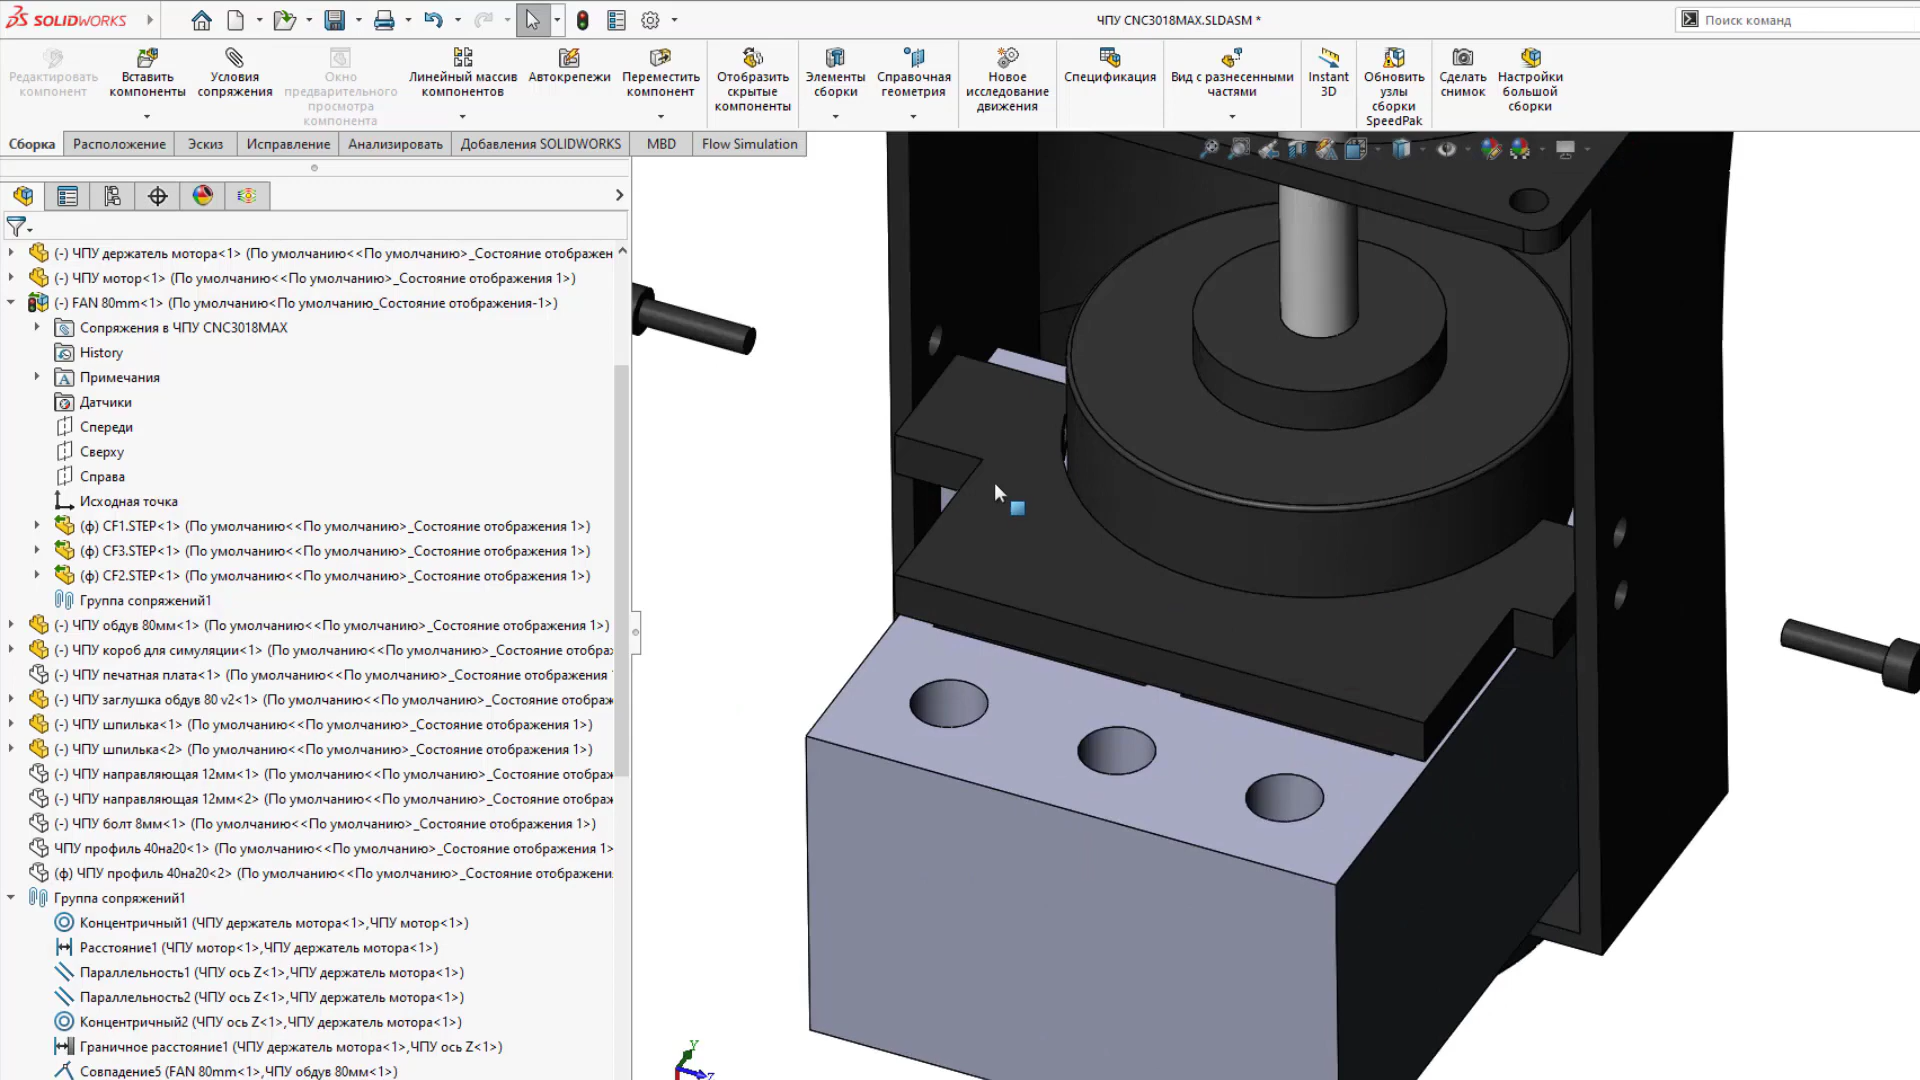 SOLIDWORKS
ЧПУ CNC3018MAX.SLDASM *
Поиск команд
Редактировать компонент
Вставить компоненты
Условия сопряжения
Окно предварительного просмотра компонента
Линейный массив компонентов
Автокрепежи
Переместить компонент
Отобразить скрытые компоненты
Элементы сборки
Справочная геометрия
Новое исследование движения
Спецификация
Вид с разнесенными частями
Instant 3D
Обновить узлы сборки SpeedPak
Сделать снимок
Настройки большой сборки
Сборка
Расположение
Эскиз
Исправление
Анализировать
Добавления SOLIDWORKS
MBD
Flow Simulation
(-) ЧПУ держатель мотора<1> (По умолчанию<<По умолчанию>_Состояние отображен
(-) ЧПУ мотор<1> (По умолчанию<<По умолчанию>_Состояние отображения 1>)
(-) FAN 80mm<1> (По умолчанию<По умолчанию_Состояние отображения-1>)
Сопряжения в ЧПУ CNC3018MAX
History
Примечания
Датчики
Спереди
Сверху
Справа
Исходная точка
(ф) CF1.STEP<1> (По умолчанию<<По умолчанию>_Состояние отображения 1>)
(ф) CF3.STEP<1> (По умолчанию<<По умолчанию>_Состояние отображения 1>)
(ф) CF2.STEP<1> (По умолчанию<<По умолчанию>_Состояние отображения 1>)
Группа сопряжений1
(-) ЧПУ обдув 80мм<1> (По умолчанию<<По умолчанию>_Состояние отображения 1>)
(-) ЧПУ короб для симуляции<1> (По умолчанию<<По умолчанию>_Состояние отобра
(-) ЧПУ печатная плата<1> (По умолчанию<<По умолчанию>_Состояние отображения
(-) ЧПУ заглушка обдув 80 v2<1> (По умолчанию<<По умолчанию>_Состояние отобра
(-) ЧПУ шпилька<1> (По умолчанию<<По умолчанию>_Состояние отображения 1>)
(-) ЧПУ шпилька<2> (По умолчанию<<По умолчанию>_Состояние отображения 1>)
(-) ЧПУ направляющая 12мм<1> (По умолчанию<<По умолчанию>_Состояние отображ
(-) ЧПУ направляющая 12мм<2> (По умолчанию<<По умолчанию>_Состояние отображ
(-) ЧПУ болт 8мм<1> (По умолчанию<<По умолчанию>_Состояние отображения 1>)
ЧПУ профиль 40на20<1> (По умолчанию<<По умолчанию>_Состояние отображения 1>
(ф) ЧПУ профиль 40на20<2> (По умолчанию<<По умолчанию>_Состояние отображени
Группа сопряжений1
Концентричный1 (ЧПУ держатель мотора<1>,ЧПУ мотор<1>)
Расстояние1 (ЧПУ мотор<1>,ЧПУ держатель мотора<1>)
Параллельность1 (ЧПУ ось Z<1>,ЧПУ держатель мотора<1>)
Параллельность2 (ЧПУ ось Z<1>,ЧПУ держатель мотора<1>)
Концентричный2 (ЧПУ ось Z<1>,ЧПУ держатель мотора<1>)
Граничное расстояние1 (ЧПУ держатель мотора<1>,ЧПУ ось Z<1>)
Совпадение5 (FAN 80mm<1>,ЧПУ обдув 80мм<1>)
Y
Z